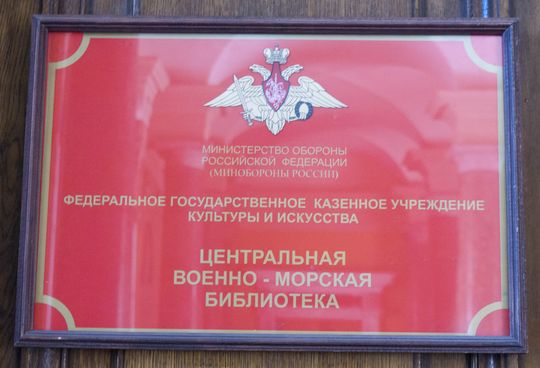 МИНИСТЕРСТВО ОБОРОНЫ
РОССИЙСКОЙ ФЕДЕРАЦИИ
(МИНОБОРОНЫ РОССИИ)
ФЕДЕРАЛЬНОЕ ГОСУДАРСТВЕННОЕ КАЗЕННОЕ УЧРЕЖДЕНИЕ
КУЛЬТУРЫ И ИСКУССТВА
ЦЕНТРАЛЬНАЯ
ВОЕННО - МОРСКАЯ
БИБЛИОТЕКА